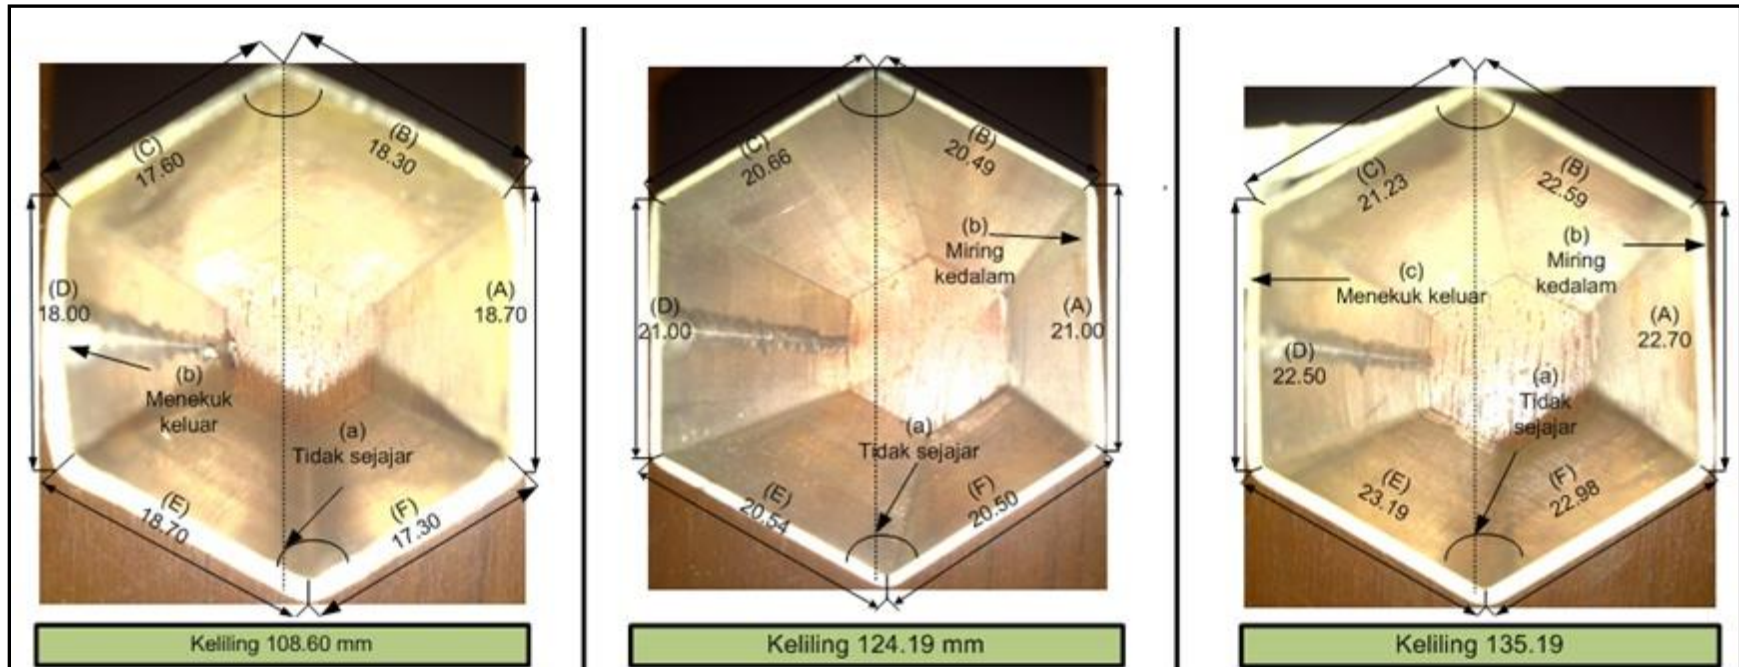 (C)
17.60
(B)
18.30
(D)
18.00
(A)
18.70
(b)
Menekuk
keluar
(a)
Tidak sejajar
(E)
18.70
(F)
17.30
Keliling 108.60 mm
(C)
20.66
(B)
20.49
(b)
Miring
kedalam
(D)
21.00
(A)
21.00
(a)
Tidak sejajar
(E)
20.54
(F)
20.50
Keliling 124.19 mm
(C)
21.23
(B)
22.59
(b)
Miring
kedalam
(c)
Menekuk keluar
(A)
22.70
(D)
22.50
(a)
Tidak
sejajar
(E)
23.19
(F)
22.98
Keliling 135.19